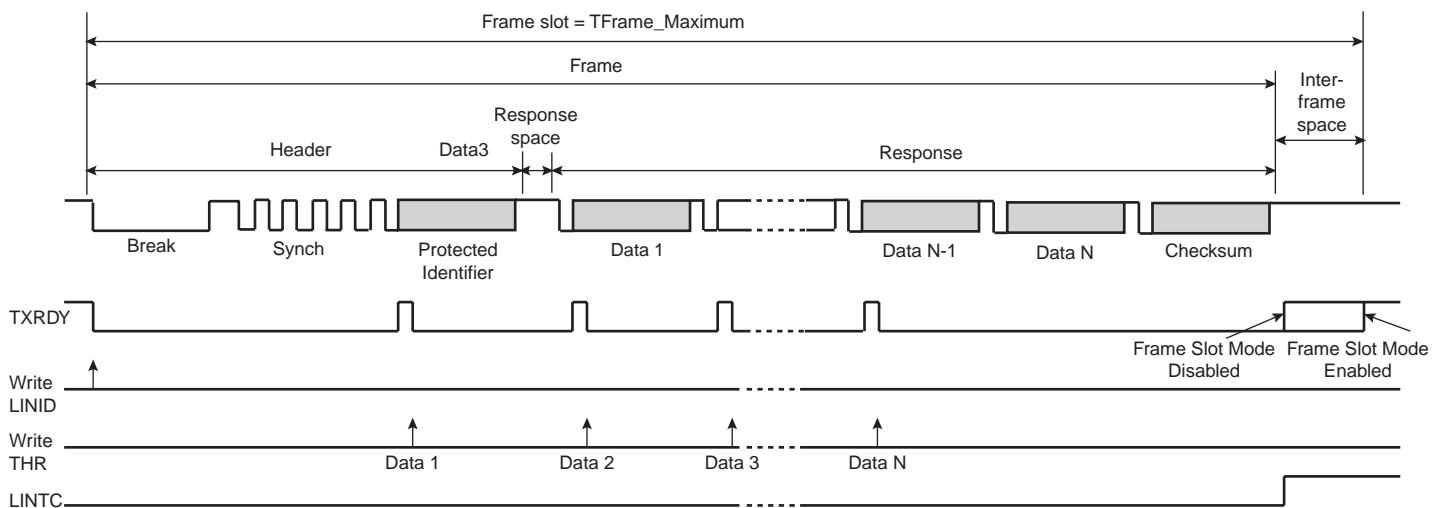 Frame slot = TFrame_Maximum
Frame
Inter-
frame
space
Response
space
Header
Data3
Response
Break
Synch
Protected
Identifier
Data 1
Data N-1
Data N
Checksum
TXRDY
Frame Slot Mode
Disabled
Frame Slot Mode
Enabled
Write
LINID
Write
THR
Data 1
Data 2
Data 3
Data N
LINTC